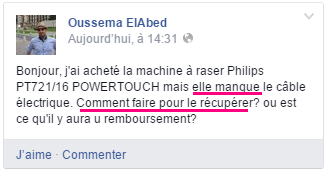 Oussema ElAbed
Aujourd'hui, à 14:31
Bonjour, j'ai acheté la machine à raser Philips
PT721/16 POWERTOUCH mais elle manque le câble
électrique. Comment faire pour le récupérer? ou est
ce qu'il y aura u remboursement?
J'aime · Commenter